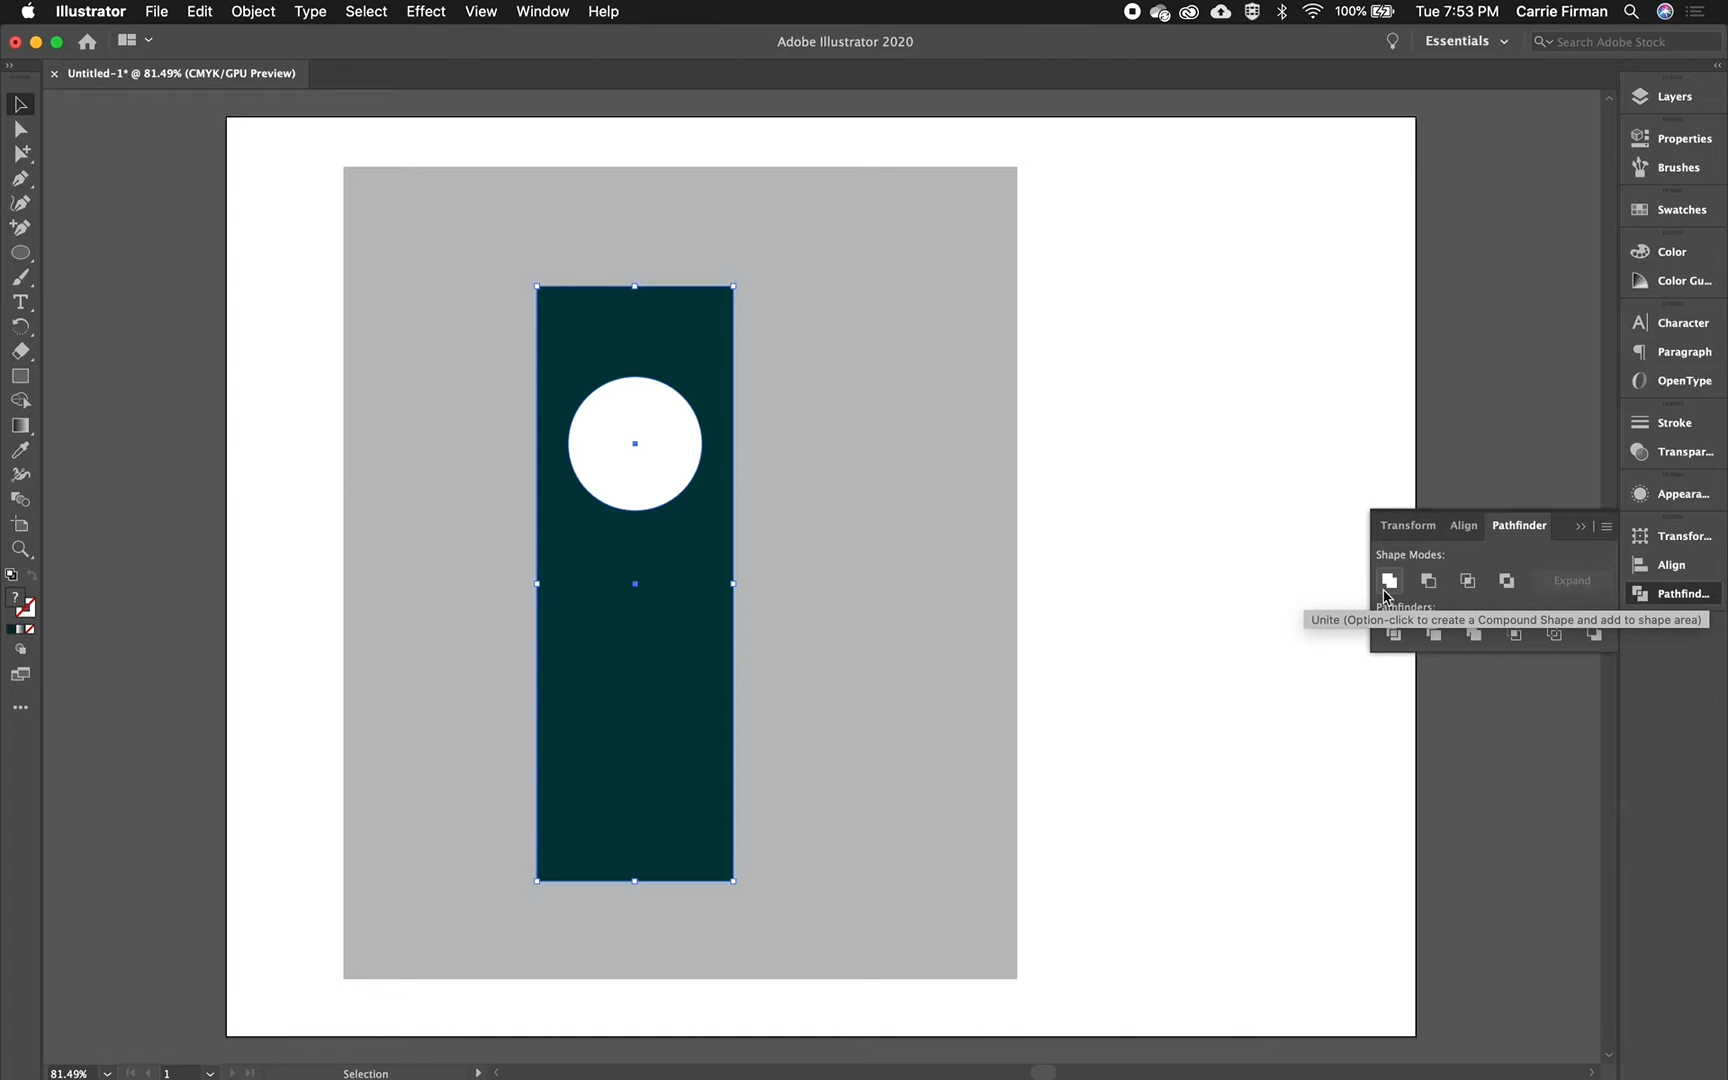 Illustrator File Edit Object Type Select Effect View Window Help 100% Tue 7:53 PM Carrie Firman
Adobe Illustrator 2020 Essentials Search Adobe Stock
× Untitled-1* @ 81.49% (CMYK/GPU Preview)
Layers
Properties
Brushes
Swatches
Color
Color Gu...
Character
Paragraph
OpenType
Stroke
Transpar...
Appeara...
Transform Align Pathfinder
Transfor...
Shape Modes:
Align
Expand
Pathfind...
Pathfinders:
Unite (Option-click to create a Compound Shape and add to shape area)
?
81.49% 1 Selection